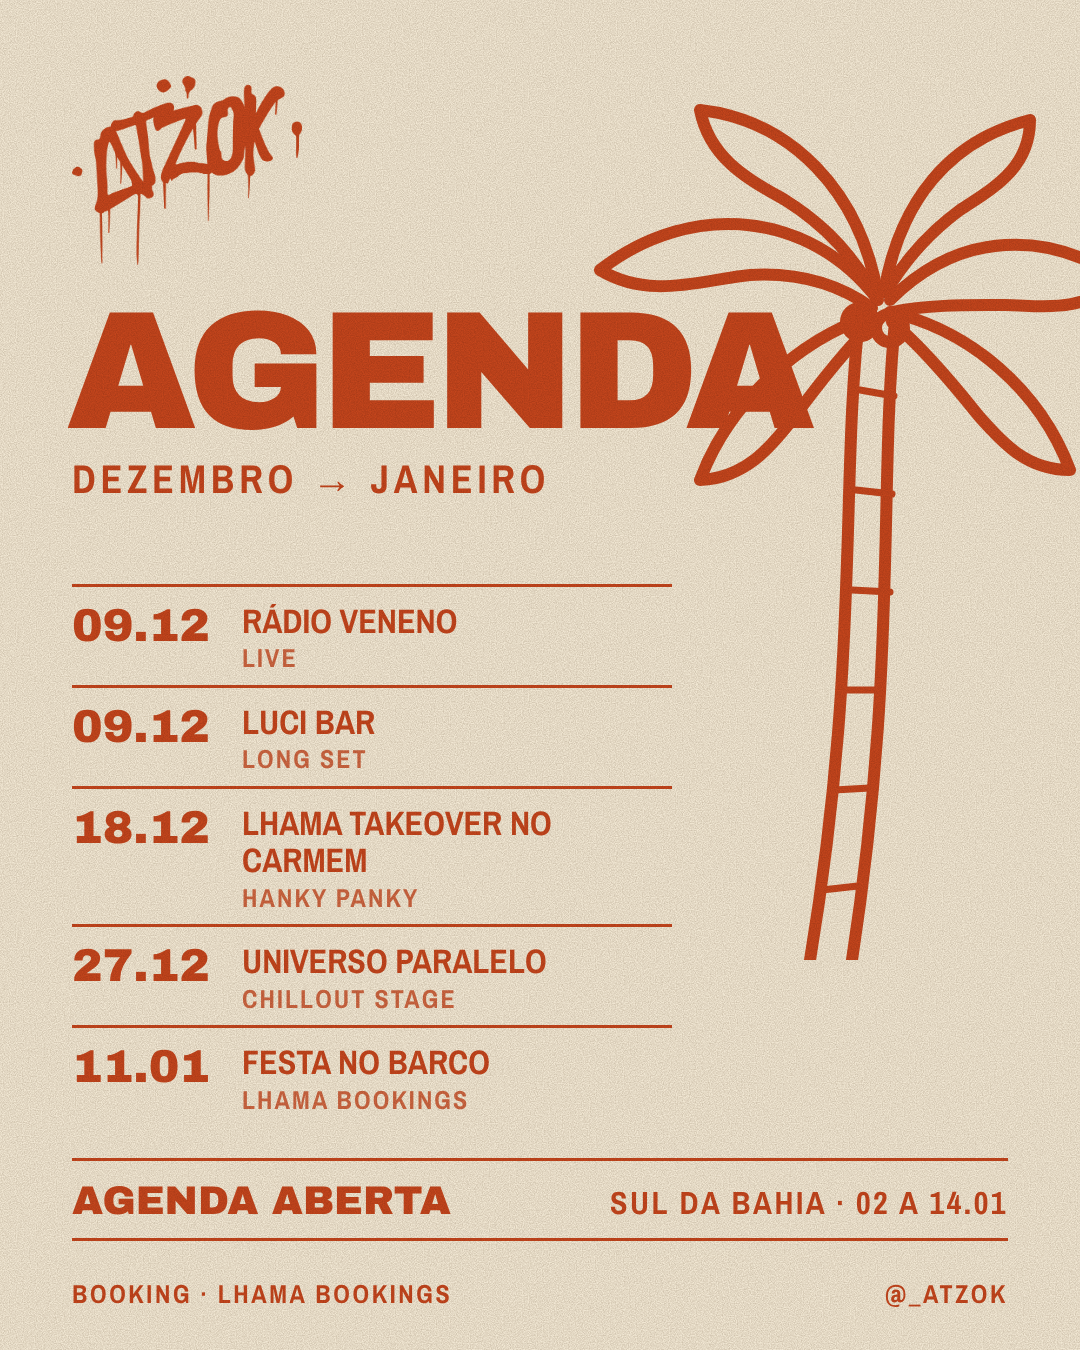 ATZOK
AGENDA
DEZEMBRO → JANEIRO
09.12 RÁDIO VENENO
LIVE
09.12 LUCI BAR
LONG SET
18.12 LHAMA TAKEOVER NO
CARMEM
HANKY PANKY
27.12 UNIVERSO PARALELO
CHILLOUT STAGE
11.01 FESTA NO BARCO
LHAMA BOOKINGS
AGENDA ABERTA SUL DA BAHIA · 02 A 14.01
BOOKING · LHAMA BOOKINGS @_ATZOK